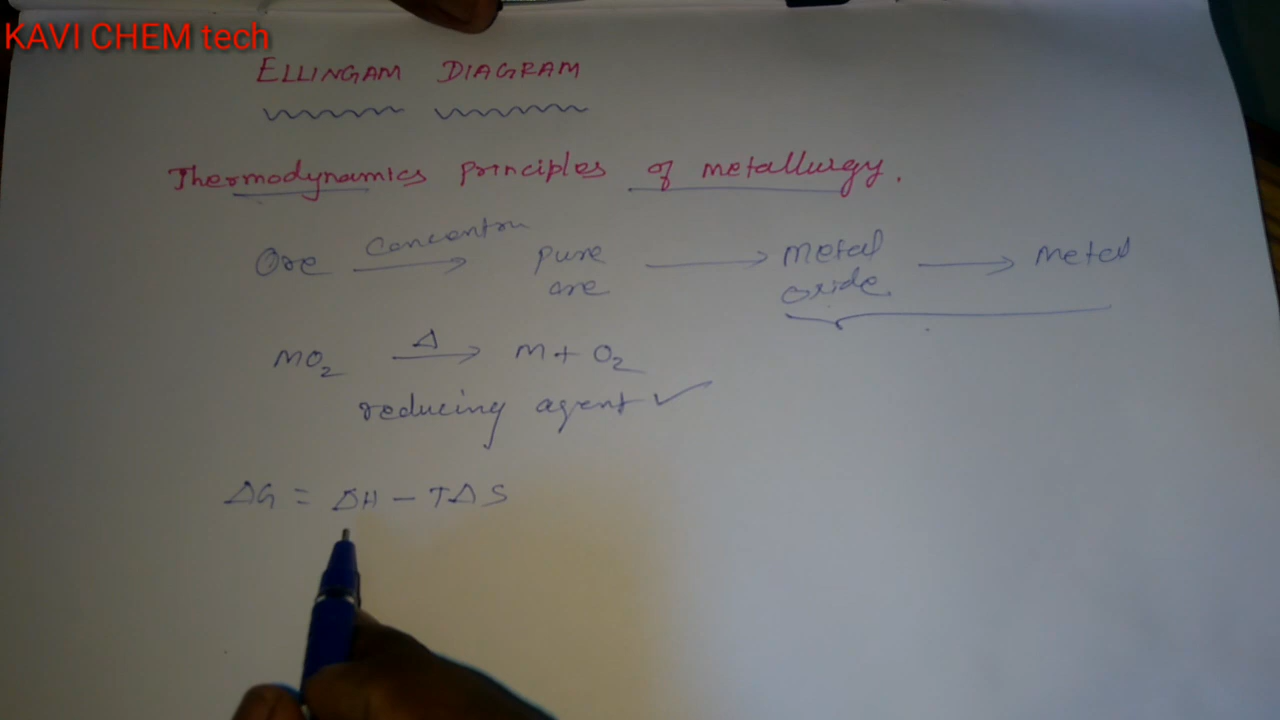 KAVI CHEM tech
ELLINGAM DIAGRAM
Thermodynamics principles of metallurgy.
Ore Concentrn → pure ore → Metal oxide → Metal
MO₂ Δ → M + O₂
reducing agent ✓
ΔG = ΔH - TΔS